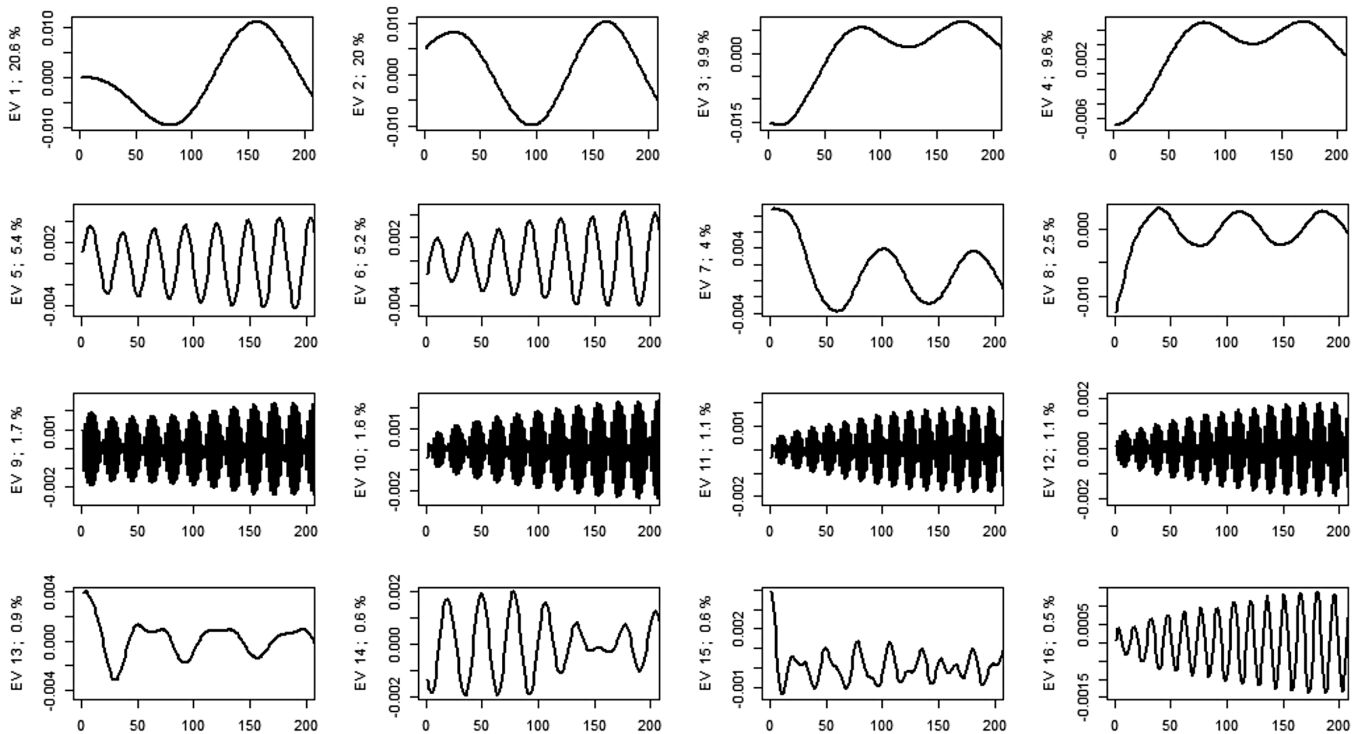 EV 1 ; 20.6 %
-0.010 0.000 0.010
0 50 100 150 200
EV 2 ; 20 %
-0.010 0.000 0.010
0 50 100 150 200
EV 3 ; 9.9 %
-0.015 0.000
0 50 100 150 200
EV 4 ; 9.6 %
-0.006 0.002
0 50 100 150 200
EV 5 ; 5.4 %
-0.004 0.002
0 50 100 150 200
EV 6 ; 5.2 %
-0.004 0.002
0 50 100 150 200
EV 7 ; 4 %
-0.004 0.004
0 50 100 150 200
EV 8 ; 2.5 %
-0.010 0.000
0 50 100 150 200
EV 9 ; 1.7 %
-0.002 0.001
0 50 100 150 200
EV 10 ; 1.6 %
-0.002 0.001
0 50 100 150 200
EV 11 ; 1.1 %
-0.002 0.001
0 50 100 150 200
EV 12 ; 1.1 %
-0.002 0.000 0.002
0 50 100 150 200
EV 13 ; 0.9 %
-0.004 0.000 0.004
0 50 100 150 200
EV 14 ; 0.6 %
-0.002 0.000 0.002
0 50 100 150 200
EV 15 ; 0.6 %
-0.001 0.002
0 50 100 150 200
EV 16 ; 0.5 %
-0.0015 0.0005
0 50 100 150 200